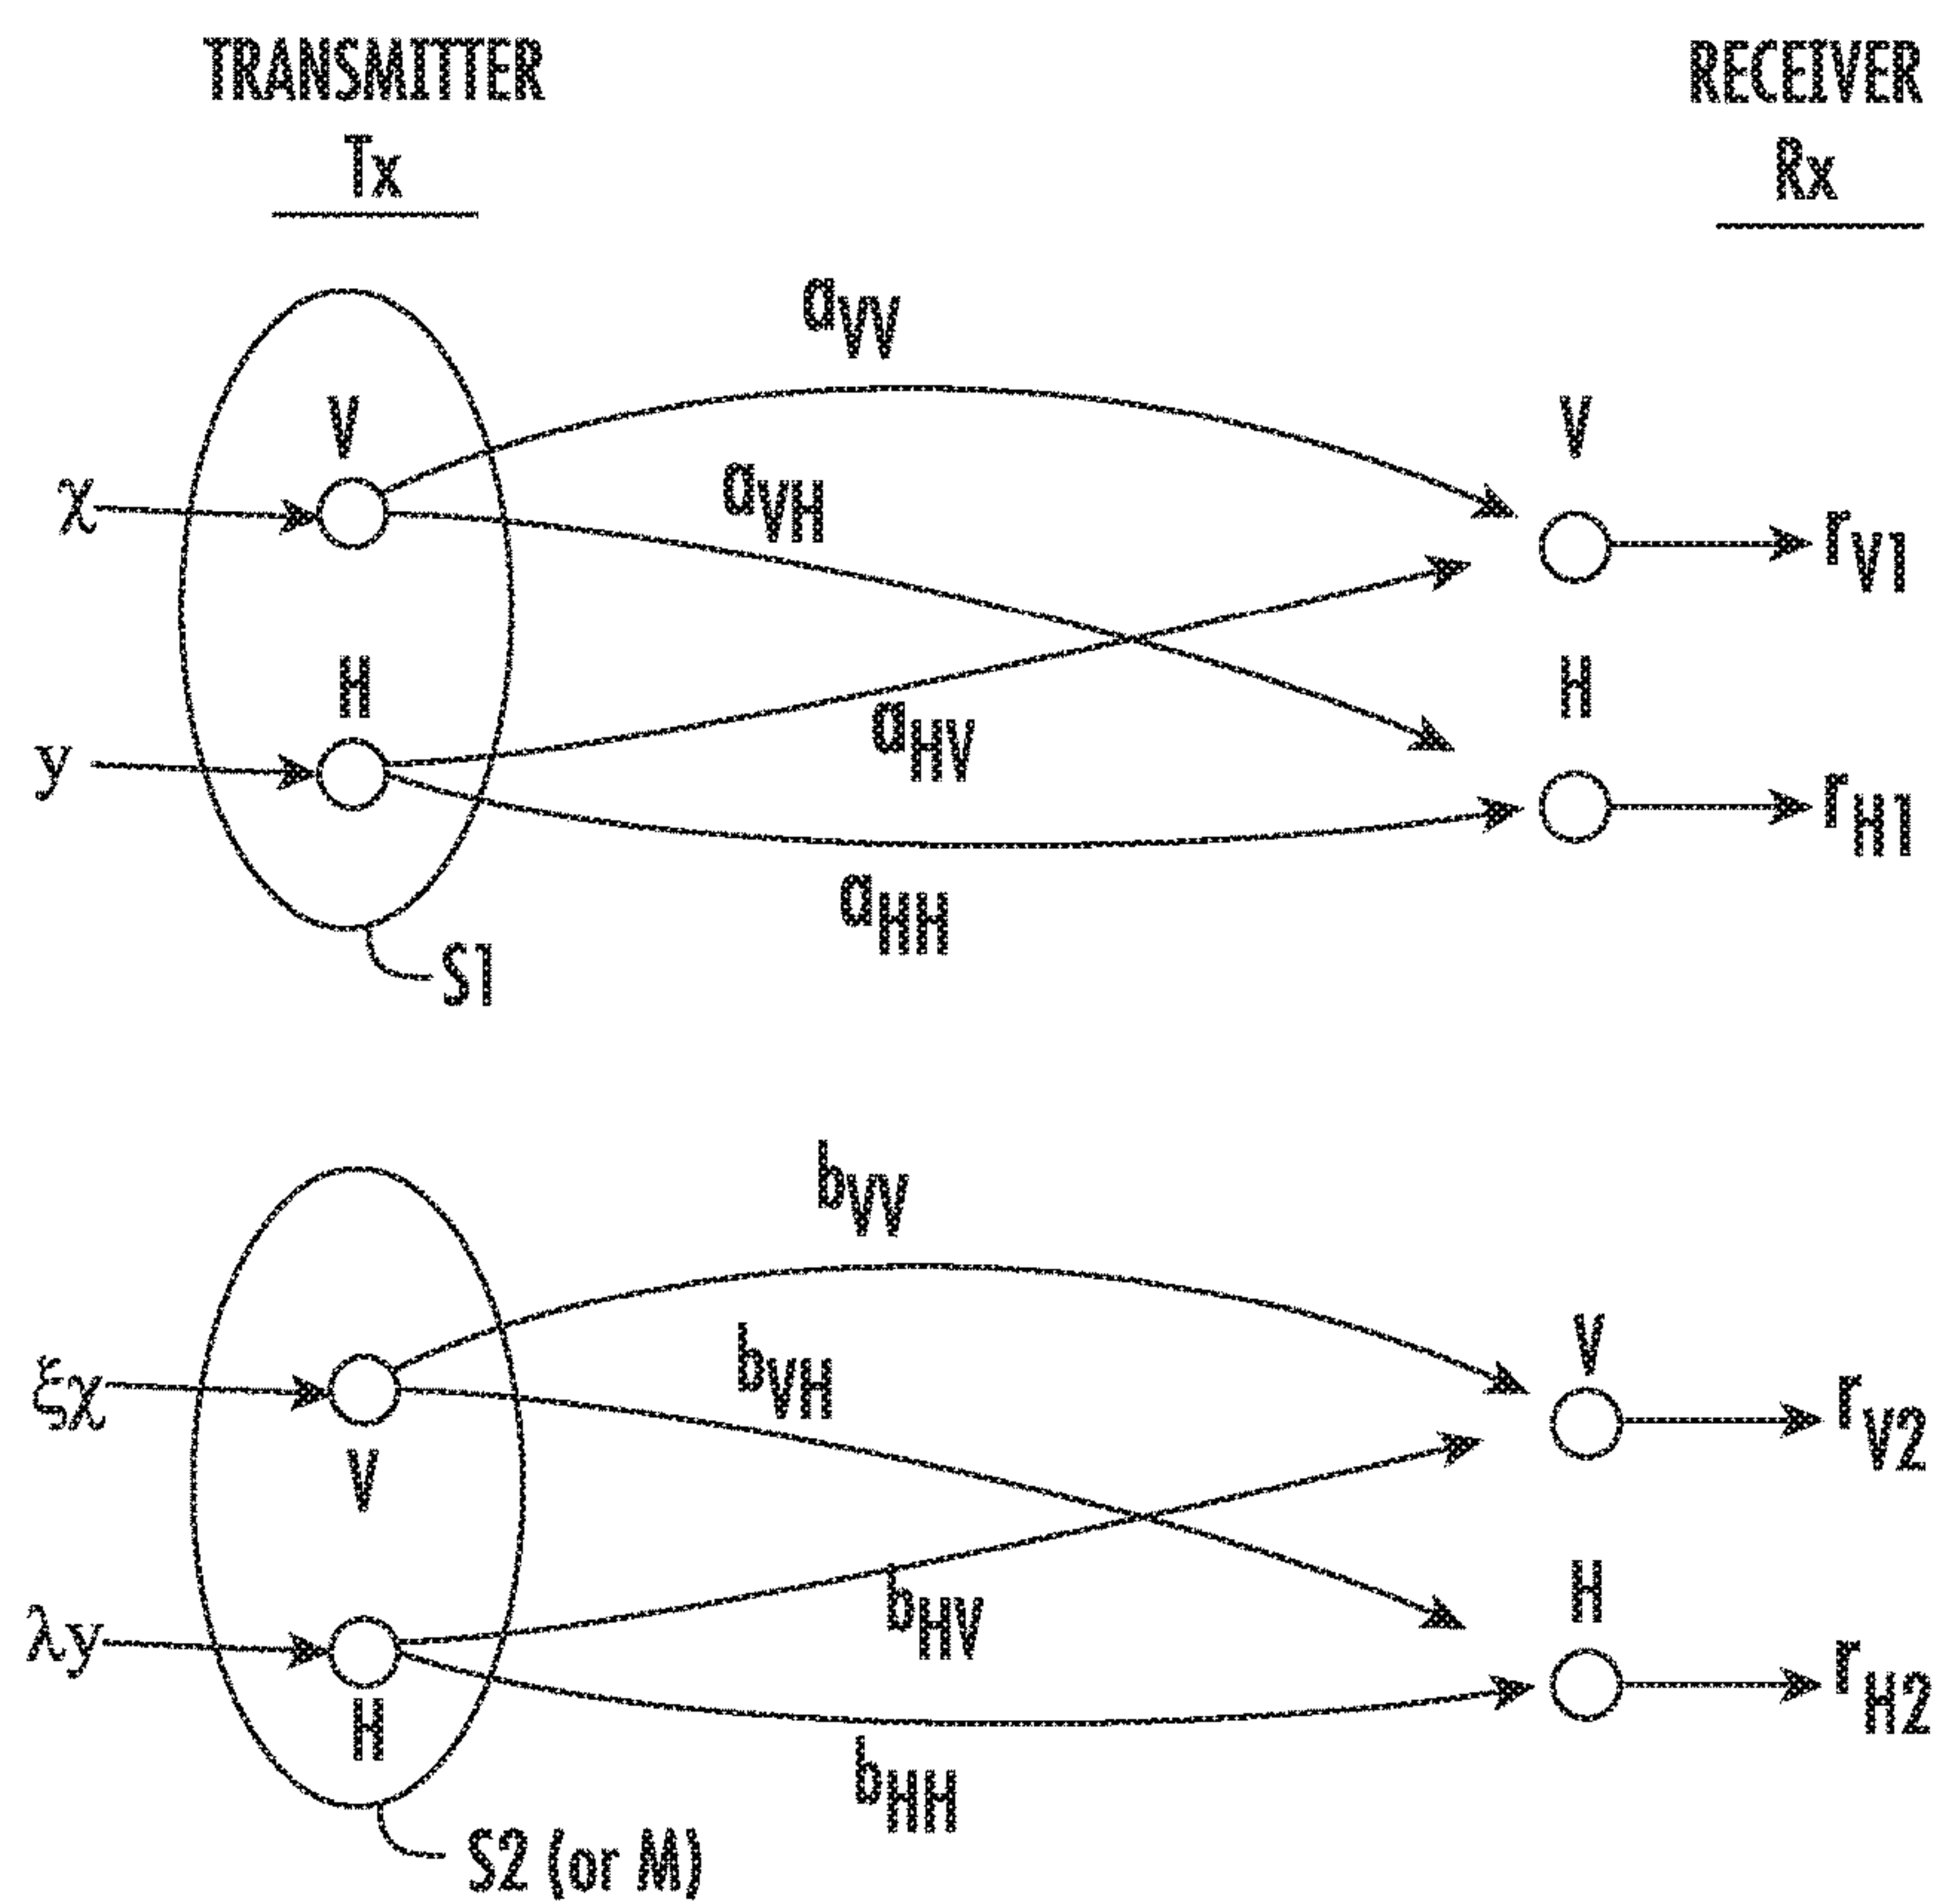 TRANSMITTER
Tx
RECEIVER
Rx
a_VV
V
V
χ
a_VH
r_V1
H
H
y
a_HV
r_H1
a_HH
S1
b_VV
ξχ
b_VH
V
r_V2
V
λy
b_HV
H
r_H2
H
b_HH
S2 (or M)